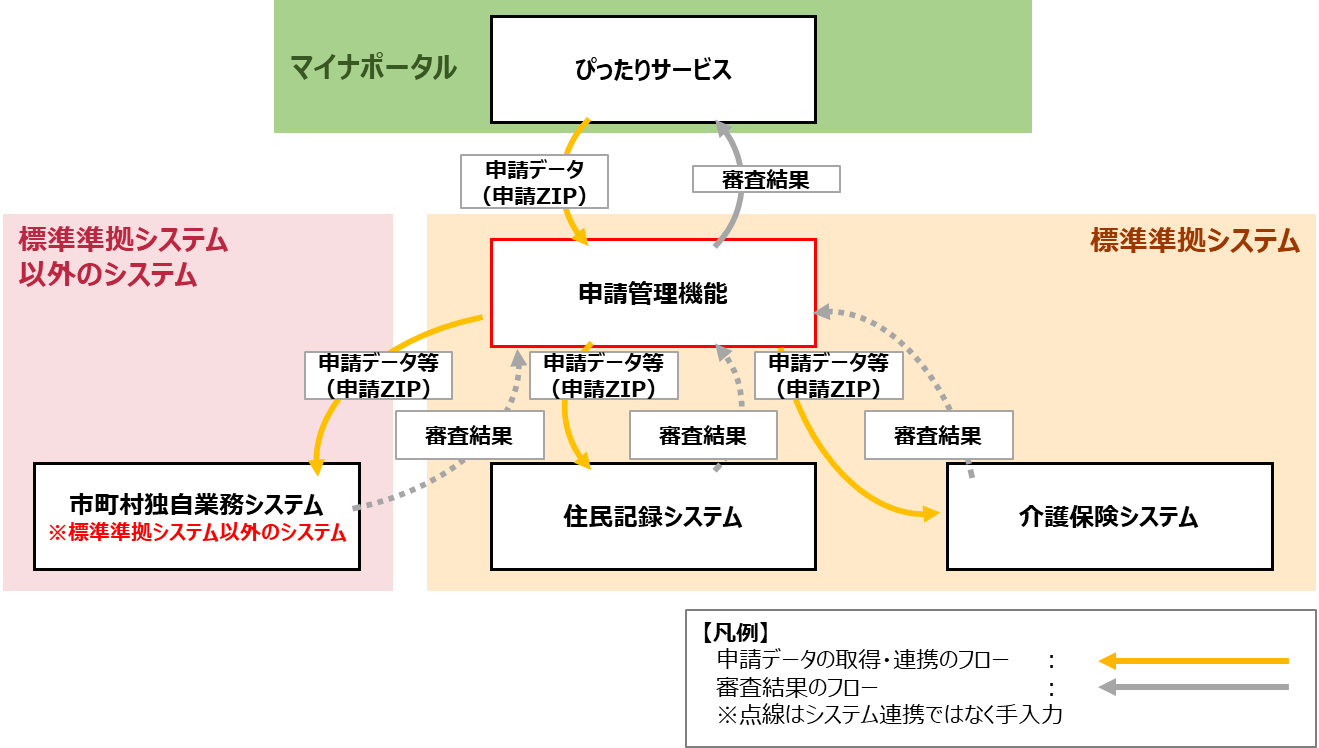 マイナポータル
ぴったりサービス
申請データ
（申請ZIP）
審査結果
標準準拠システム
以外のシステム
標準準拠システム
申請管理機能
申請データ等
（申請ZIP）
申請データ等
（申請ZIP）
申請データ等
（申請ZIP）
審査結果
審査結果
審査結果
市町村独自業務システム
※標準準拠システム以外のシステム
住民記録システム
介護保険システム
【凡例】
申請データの取得・連携のフロー　：
審査結果のフロー　：
※点線はシステム連携ではなく手入力